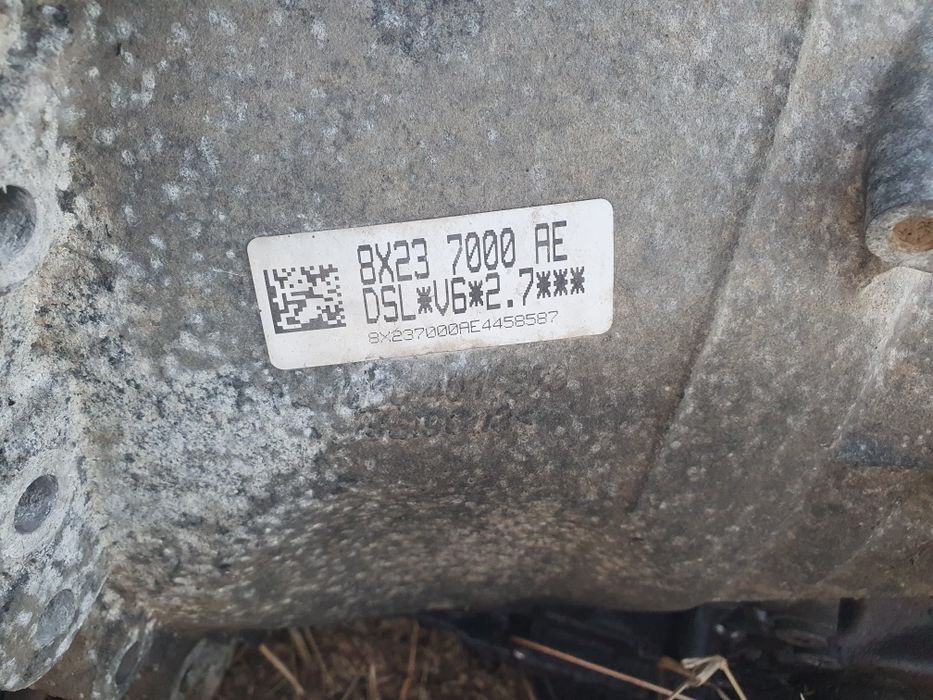 8X23 7000 AE
DSL*V6*2.7***
8X237000AE4458587